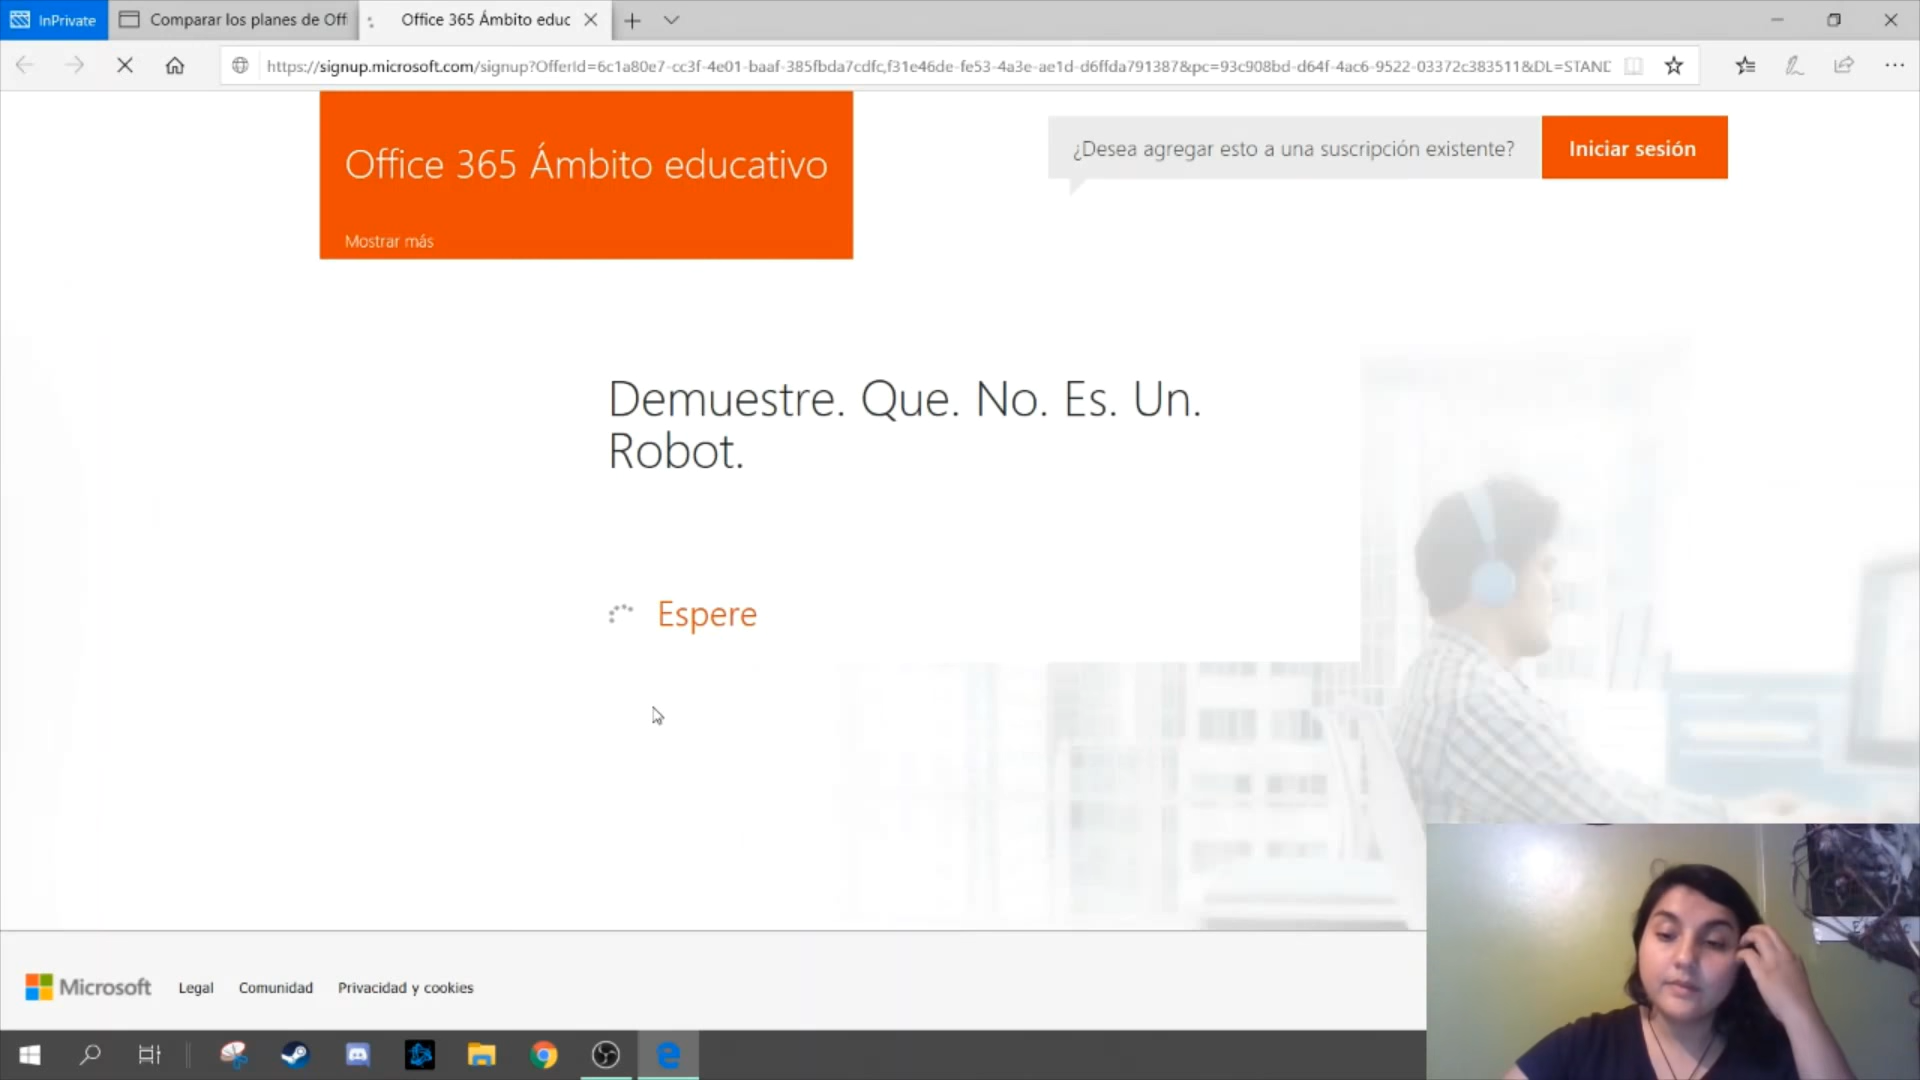 InPrivate
Comparar los planes de Off
Office 365 Ámbito educ
https://signup.microsoft.com/signup?OfferId=6c1a80e7-cc3f-4e01-baaf-385fbda7cdfc,f31e46de-fe53-4a3e-ae1d-d6ffda791387&pc=93c908bd-d64f-4ac6-9522-03372c383511&DL=STAND
Office 365 Ámbito educativo
Mostrar más
¿Desea agregar esto a una suscripción existente?
Iniciar sesión
Demuestre. Que. No. Es. Un.
Robot.
Espere
Microsoft
Legal
Comunidad
Privacidad y cookies